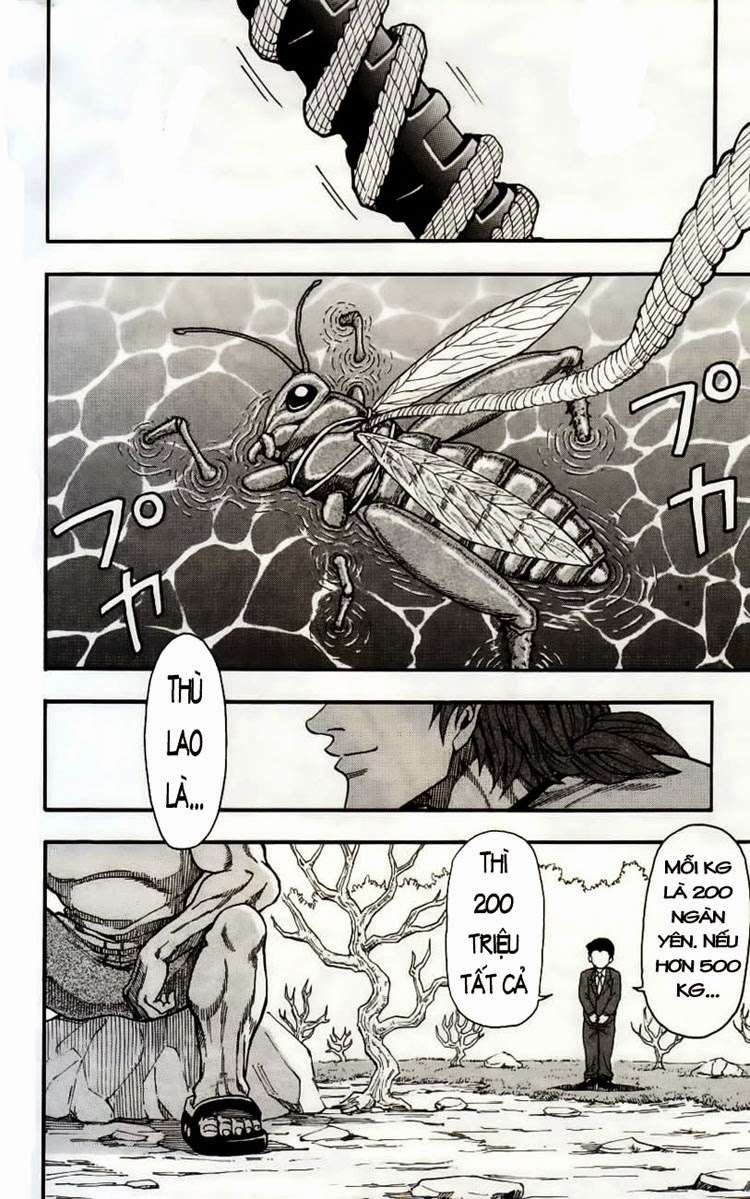 プカ
プカ
THÙ
LAO
LÀ...
MỖI KG
LÀ 200
NGÀN
YÊN. NẾU
HƠN 500
KG...
THÌ
200
TRIỆU
TẤT CẢ